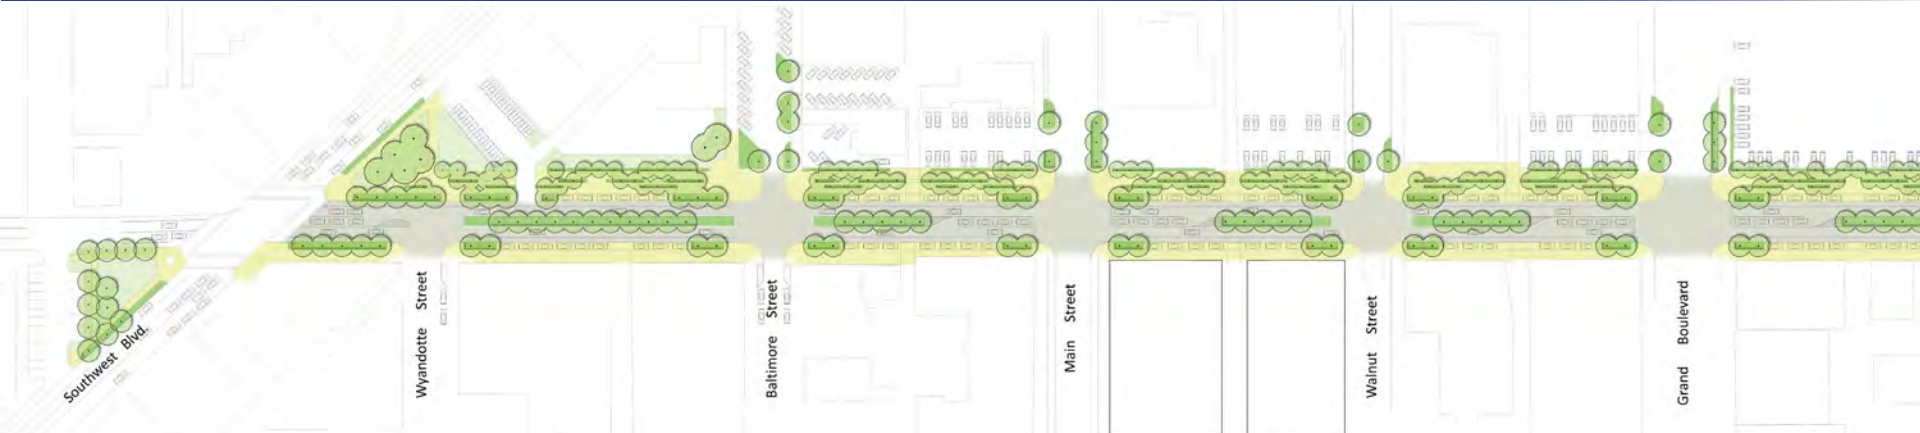 Southwest Blvd.
Wyandotte Street
Baltimore Street
Main Street
Walnut Street
Grand Boulevard